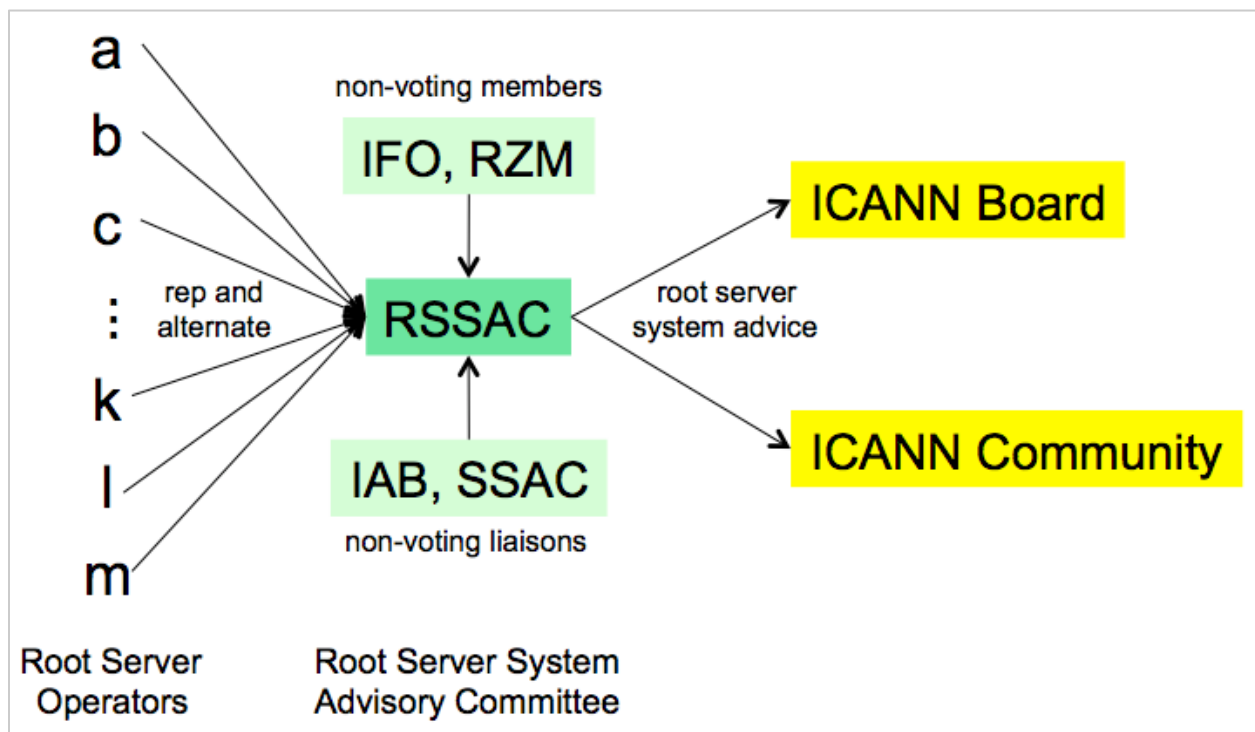 a
b
c
⋮
k
l
m
rep and
alternate
Root Server
Operators
non-voting members
IFO, RZM
RSSAC
IAB, SSAC
non-voting liaisons
Root Server System
Advisory Committee
root server
system advice
ICANN Board
ICANN Community